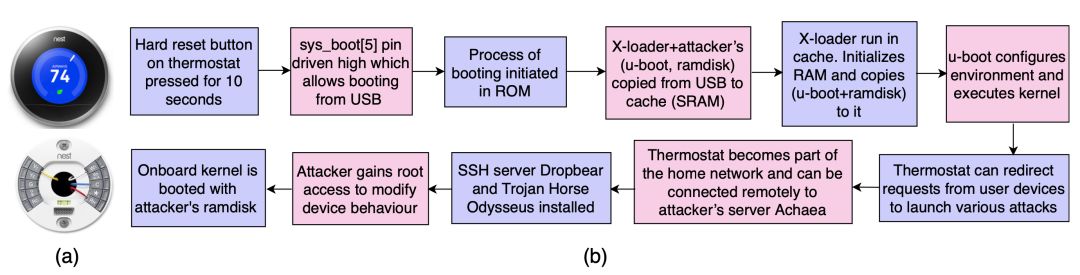 nest
74
Hard reset button
on thermostat
pressed for 10
seconds
sys_boot[5] pin
driven high which
allows booting
from USB
Process of
booting initiated
in ROM
X-loader+attacker's
(u-boot, ramdisk)
copied from USB to
cache (SRAM)
X-loader run in
cache. Initializes
RAM and copies
(u-boot+ramdisk)
to it
u-boot configures
environment and
executes kernel
nest
Onboard kernel is
booted with
attacker's ramdisk
Attacker gains root
access to modify
device behaviour
SSH server Dropbear
and Trojan Horse
Odysseus installed
Thermostat becomes part of
the home network and can be
connected remotely to
attacker's server Achaea
Thermostat can redirect
requests from user devices
to launch various attacks
(a)
(b)